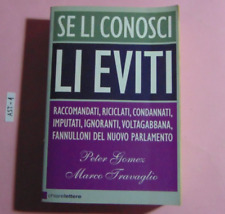 SE LI CONOSCI
LI EVITI
RACCOMANDATI, RICICLATI, CONDANNATI,
IMPUTATI, IGNORANTI, VOLTAGABBANA,
FANNULLONI DEL NUOVO PARLAMENTO
Peter Gomez
Marco Travaglio
chiarelettere